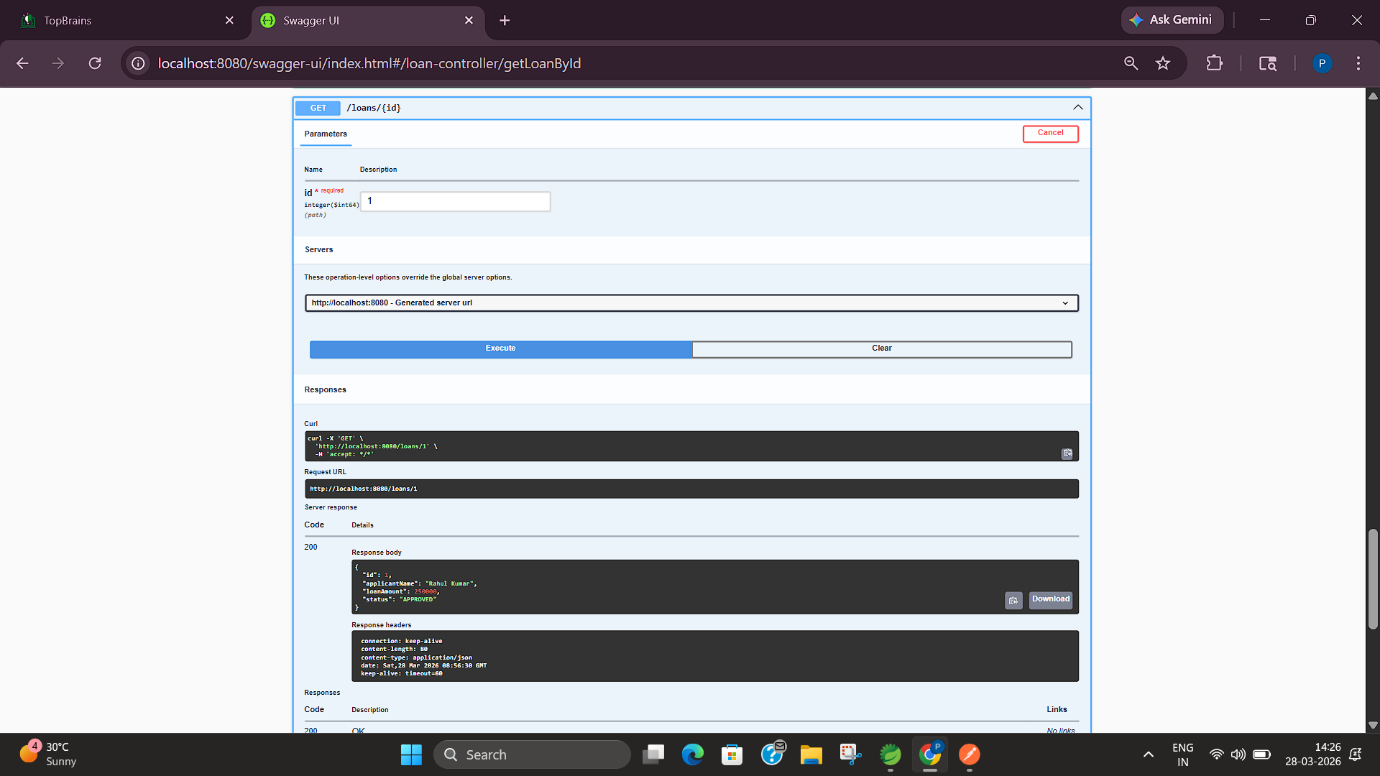 TopBrains
Swagger UI
Ask Gemini
localhost:8080/swagger-ui/index.html#/loan-controller/getLoanById
P
GET /loans/{id}
Parameters
Cancel
Name Description
id * required
integer($int64)
(path)
1
Servers
These operation-level options override the global server options.
http://localhost:8080 - Generated server url
Execute
Clear
Responses
Curl
curl -X 'GET' \
'http://localhost:8080/loans/1' \
-H 'accept: */*'
Request URL
http://localhost:8080/loans/1
Server response
Code Details
200
Response body
{
"id": 1,
"applicantName": "Rahul Kumar",
"loanAmount": 250000,
"status": "APPROVED"
}
Download
Response headers
connection: keep-alive
content-length: 80
content-type: application/json
date: Sat,28 Mar 2026 08:56:30 GMT
keep-alive: timeout=60
Responses
Code Description Links
200 OK No links
4
30°C
Sunny
Search
P
ENG
IN
14:26
28-03-2026